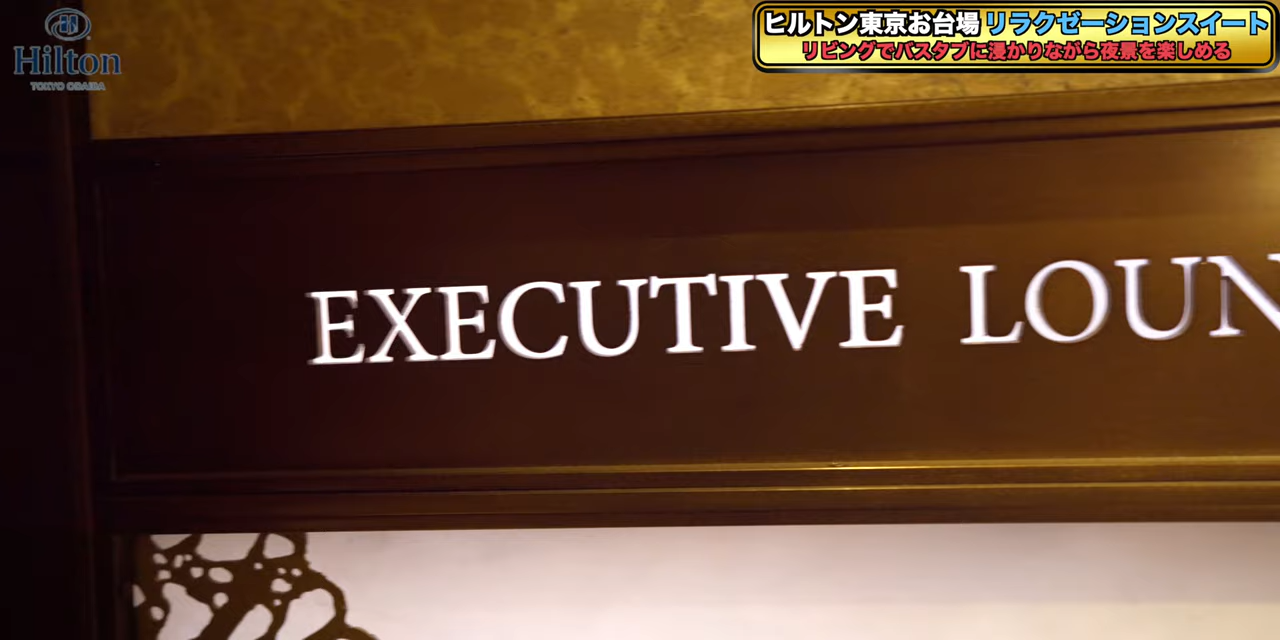 Hilton
TOKYO ODAIBA
ヒルトン東京お台場 リラクゼーションスイート
リビングでバスタブに浸かりながら夜景を楽しめる
EXECUTIVE LOUN